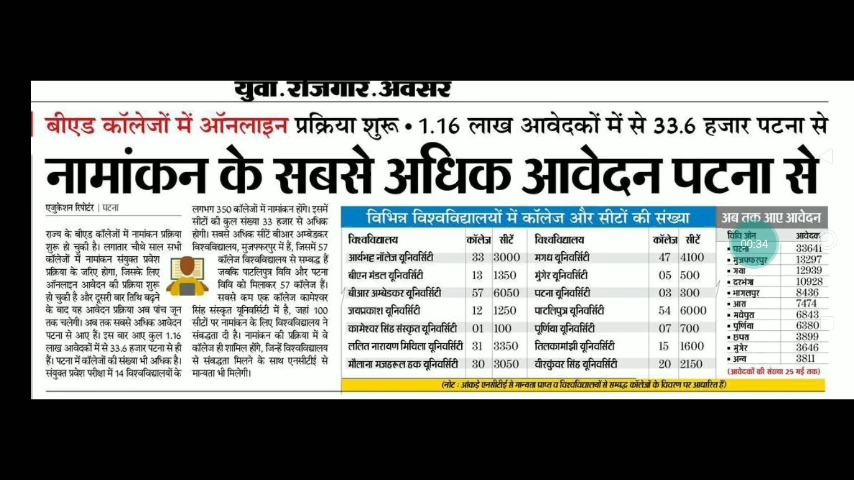 युवा.रोजगार.अवसर
बीएड कॉलेजों में ऑनलाइन प्रक्रिया शुरू • 1.16 लाख आवेदकों में से 33.6 हजार पटना से
नामांकन के सबसे अधिक आवेदन पटना से
एजुकेशन रिपोर्टर | पटना
राज्य के बीएड कॉलेजों में नामांकन प्रक्रिया
शुरू हो चुकी है। लगातार चौथे साल सभी
कॉलेजों में नामांकन संयुक्त प्रवेश
प्रक्रिया के जरिए होगा, जिसके लिए
ऑनलाइन आवेदन की प्रक्रिया शुरू
हो चुकी है और दूसरी बार तिथि बढ़ने
के बाद यह आवेदन प्रक्रिया अब पांच जून
तक चलेगी। अब तक सबसे अधिक आवेदन
पटना से आए हैं। इस बार आए कुल 1.16
लाख आवेदकों में से 33.6 हजार पटना से ही
हैं। पटना में कॉलेजों की संख्या भी अधिक है।
संयुक्त प्रवेश परीक्षा में 14 विश्वविद्यालयों के
लगभग 350 कॉलेजों में नामांकन होंगे। इसमें
सीटों की कुल संख्या 33 हजार से अधिक
होगी। सबसे अधिक सीटें बीआर अम्बेडकर
विश्वविद्यालय, मुजफ्फरपुर में हैं, जिसमें 57
कॉलेज विश्वविद्यालय से सम्बद्ध हैं
जबकि पाटलिपुत्र विवि और पटना
विवि को मिलाकर 57 कॉलेज हैं।
सबसे कम एक कॉलेज कामेश्वर
सिंह संस्कृत यूनिवर्सिटी में है, जहां 100
सीटों पर नामांकन के लिए विश्वविद्यालय ने
संबद्धता दी है। नामांकन की प्रक्रिया में वे
कॉलेज ही शामिल होंगे, जिन्हें विश्वविद्यालय
से संबद्धता मिलने के साथ एनसीटीई से
मान्यता भी मिलेगी।
विभिन्न विश्वविद्यालयों में कॉलेज और सीटों की संख्या
विश्वविद्यालय कॉलेज सीटें विश्वविद्यालय कॉलेज सीटें
आर्यभट्ट नॉलेज यूनिवर्सिटी 33 3000 मगध यूनिवर्सिटी 47 4100
बीएन मंडल यूनिवर्सिटी 13 1350 मुंगेर यूनिवर्सिटी 05 500
बीआर अम्बेडकर यूनिवर्सिटी 57 6050 पटना यूनिवर्सिटी 03 300
जयप्रकाश यूनिवर्सिटी 12 1250 पाटलिपुत्र यूनिवर्सिटी 54 6000
कामेश्वर सिंह संस्कृत यूनिवर्सिटी 01 100 पूर्णिया यूनिवर्सिटी 07 700
ललित नारायण मिथिला यूनिवर्सिटी 31 3350 तिलकामांझी यूनिवर्सिटी 15 1600
मौलाना मजहरूल हक यूनिवर्सिटी 30 3050 वीरकुंवर सिंह यूनिवर्सिटी 20 2150
(नोट : आंकड़े एनसीटीई से मान्यता प्राप्त व विश्वविद्यालयों से सम्बद्ध कॉलेजों के विवरण पर आधारित हैं)
अब तक आए आवेदन
विवि जोन आवेदक
• पटना 33641
• मुजफ्फरपुर 13297
• गया 12939
• दरभंगा 10928
• भागलपुर 8436
• आरा 7474
• मधेपुरा 6843
• पूर्णिया 6380
• छपरा 3899
• मुंगेर 3646
• अन्य 3811
(आवेदकों की संख्या 25 मई तक)
00:34